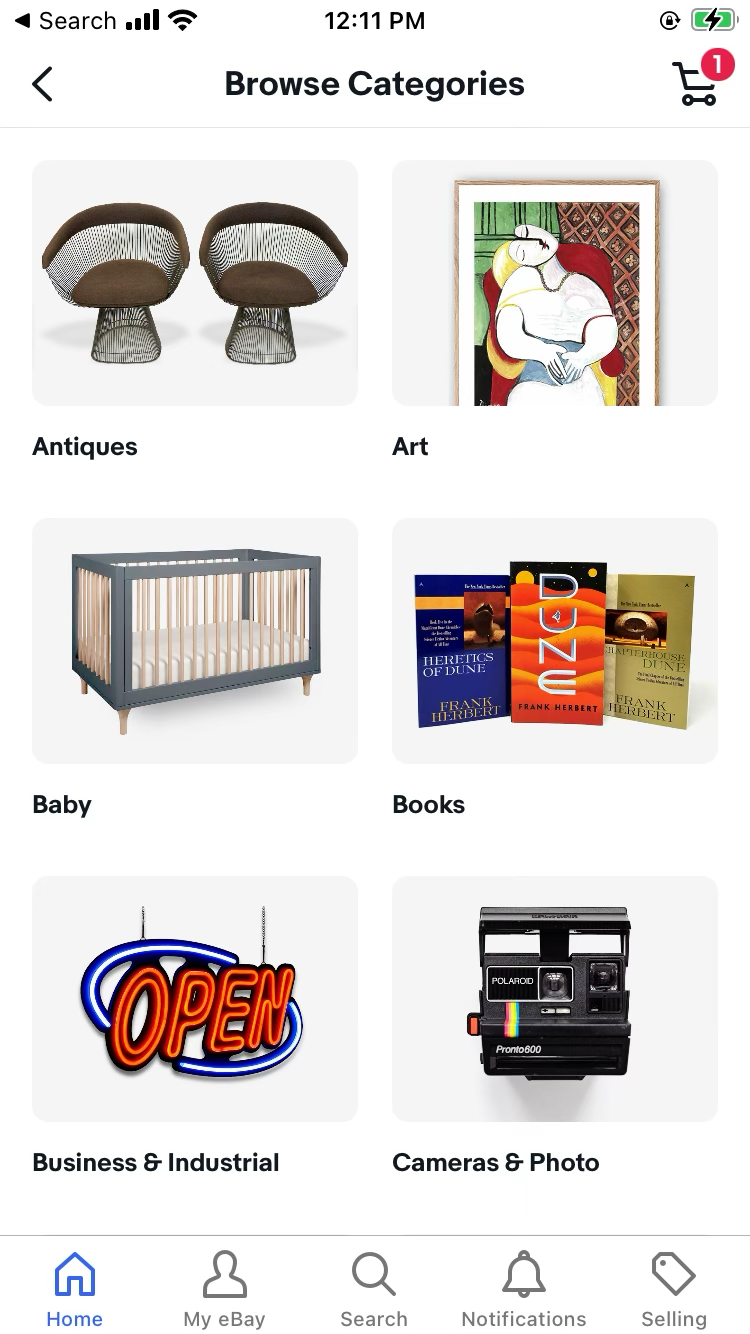 Search
12:11 PM
Browse Categories
1
Antiques
Art
HERETICS
OF DUNE
FRANK
HERBERT
DUNE
FRANK HERBERT
CHAPTERHOUSE
DUNE
FRANK
HERBERT
Baby
Books
OPEN
POLAROID
Pronto600
Business & Industrial
Cameras & Photo
Home
My eBay
Search
Notifications
Selling